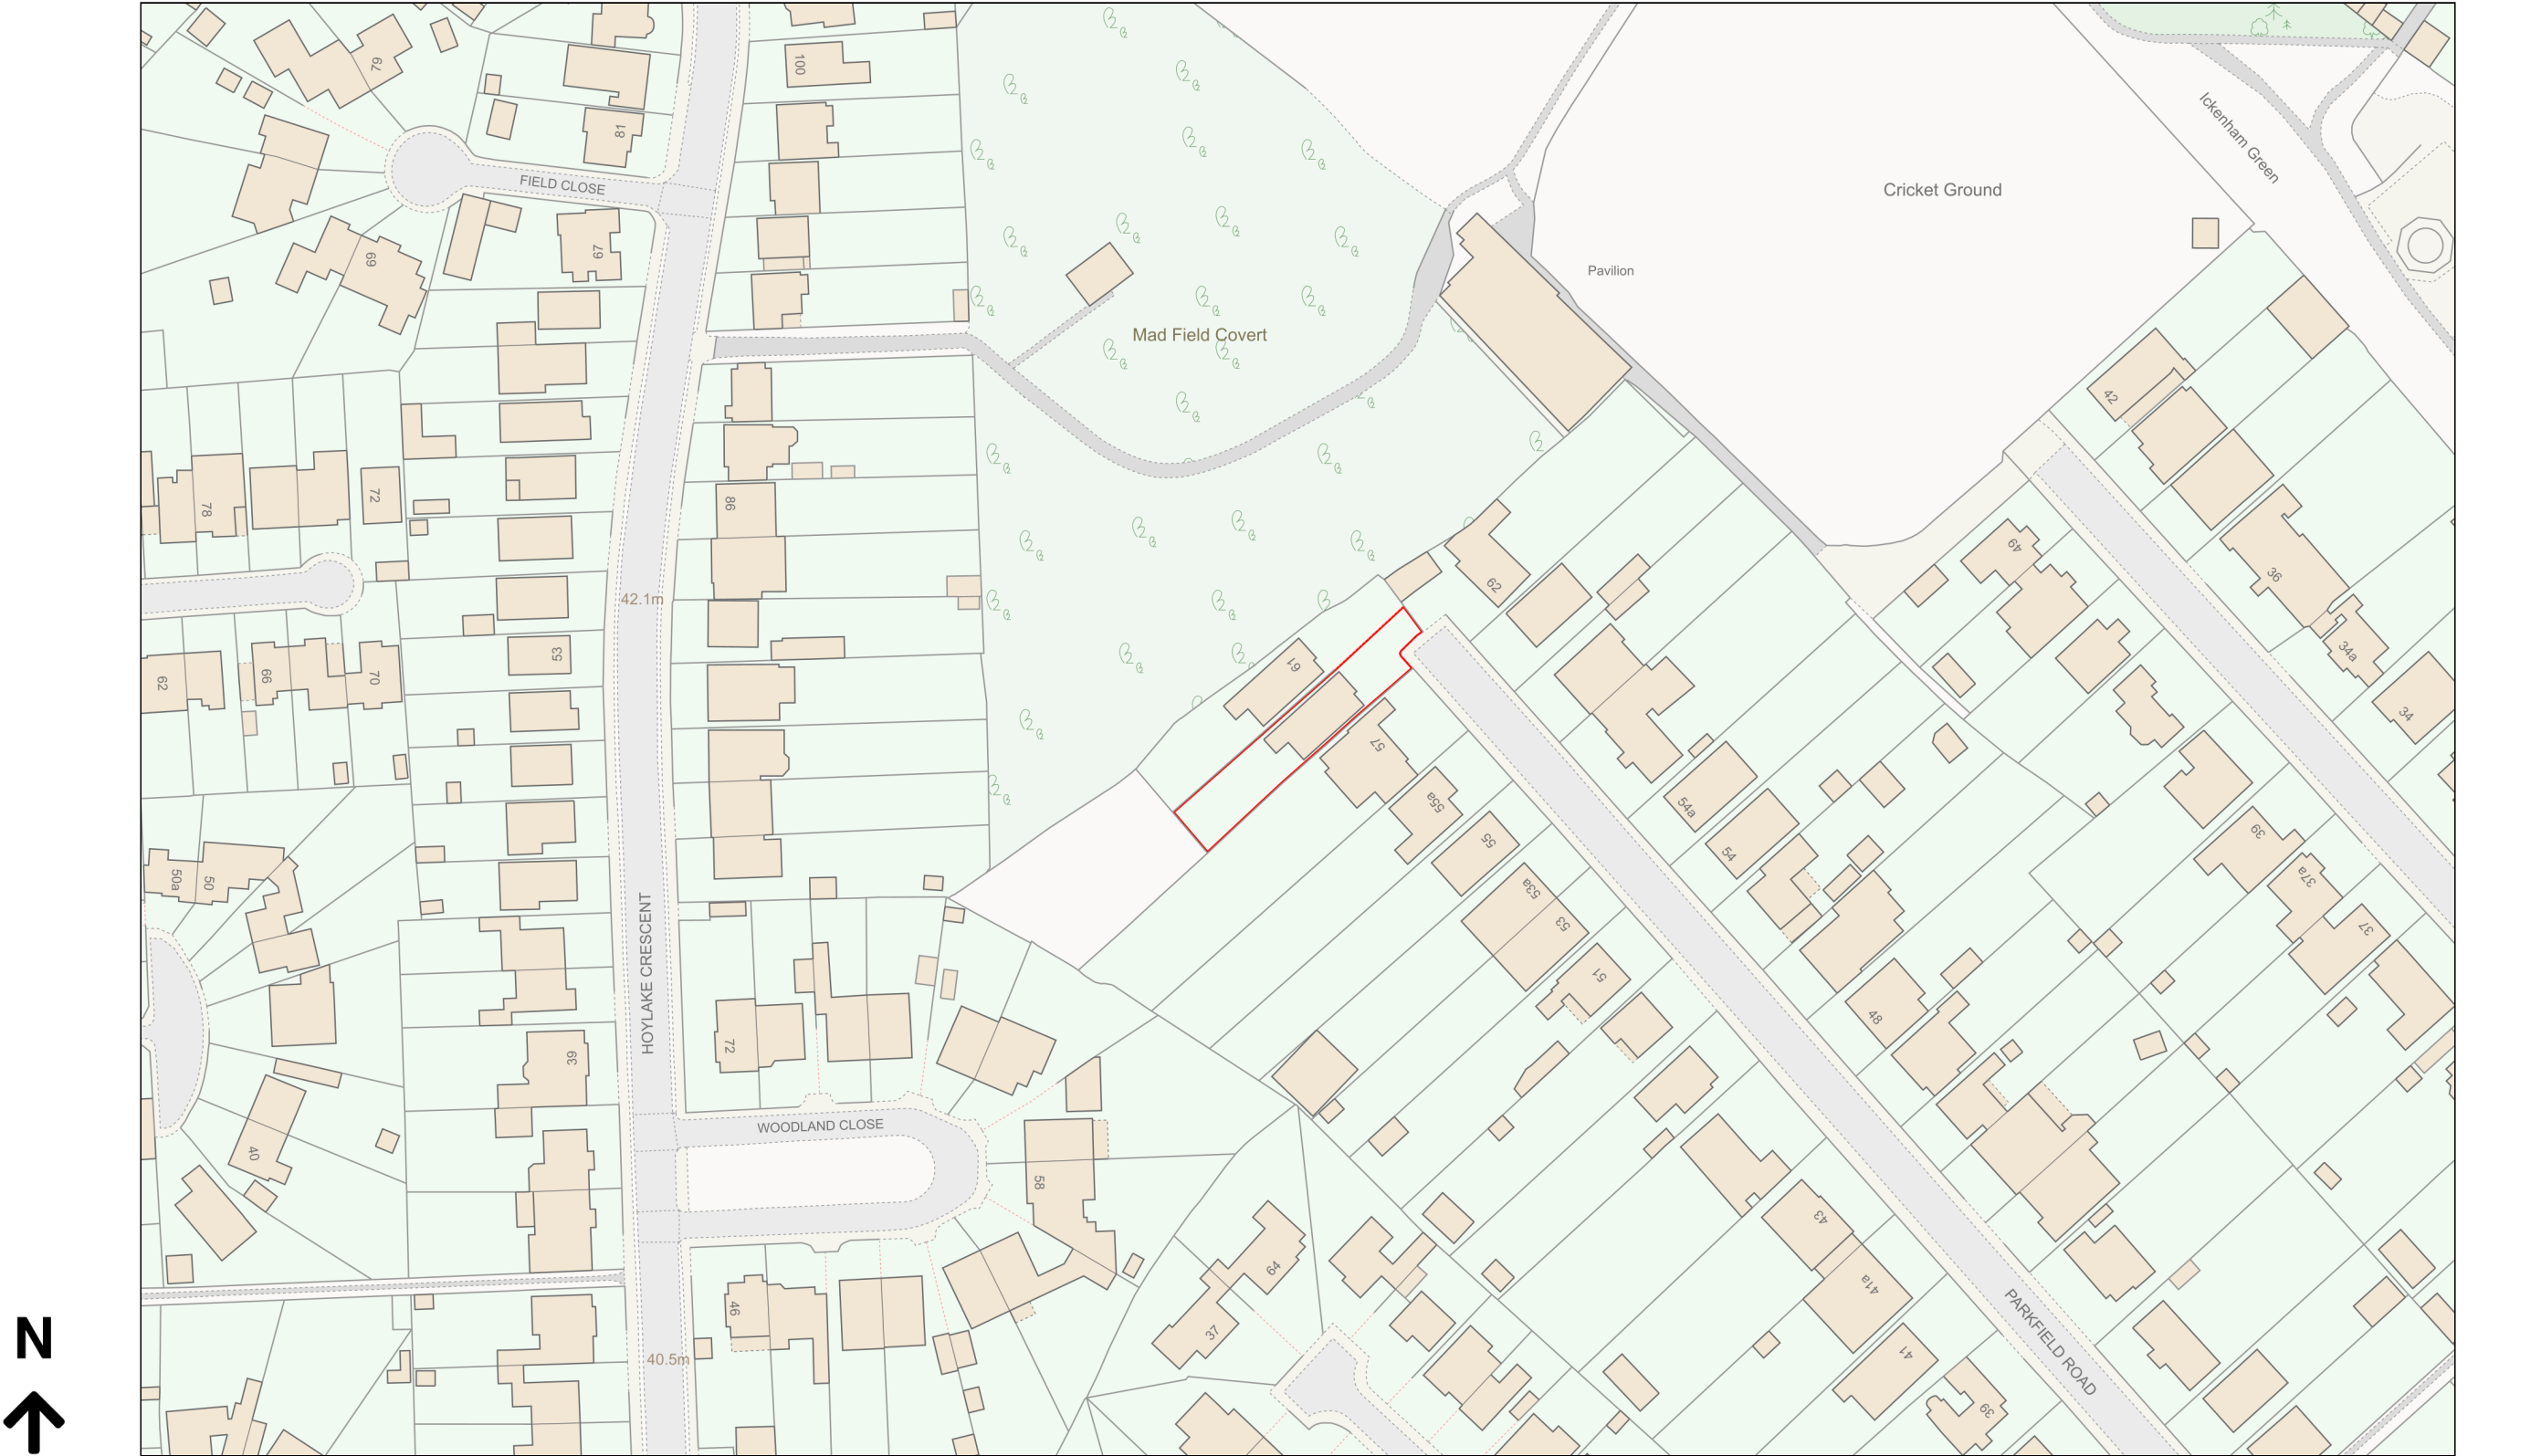 79
100
81
FIELD CLOSE
Ickenham Green
Cricket Ground
67
69
Pavilion
Mad Field Covert
42
86
78
72
49
62
36
42.1m
53
61
34a
62
66
70
34
57
55a
54a
55
54
39
50a
50
53a
37a
53
37
HOYLAKE CRESCENT
51
48
72
39
WOODLAND CLOSE
40
58
43
64
41a
46
37
PARKFIELD ROAD
41
40.5m
39
N